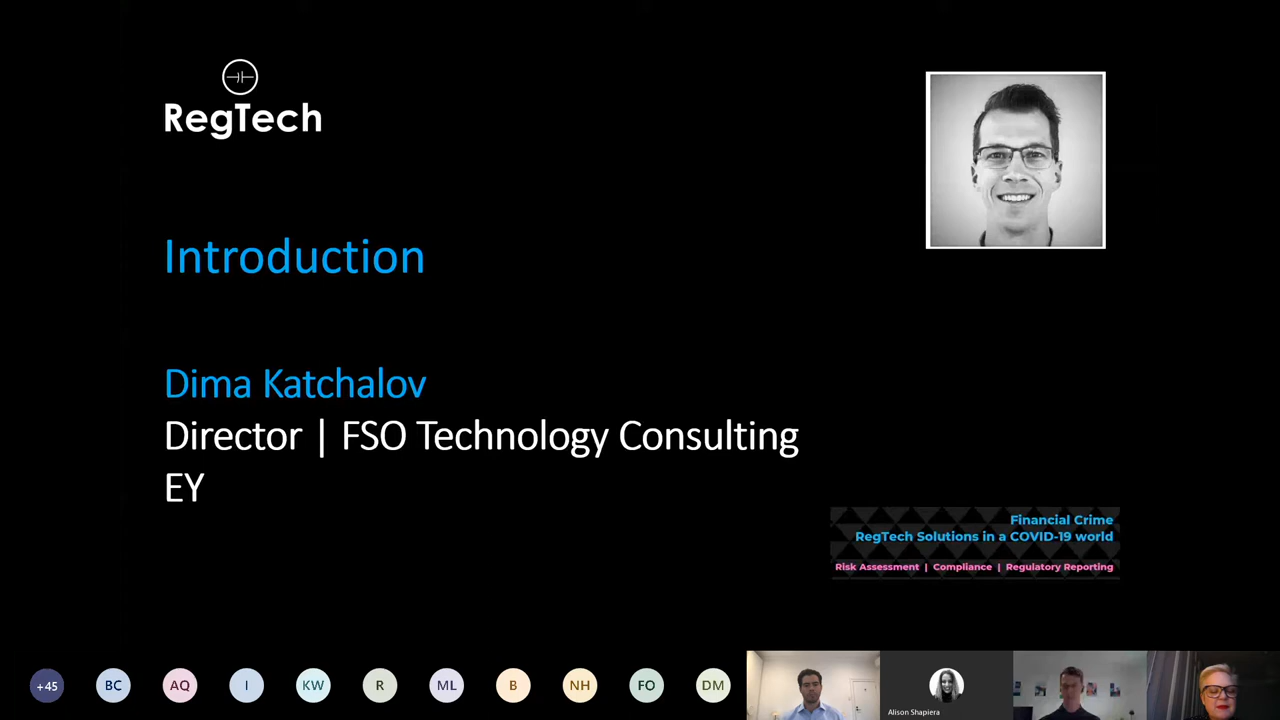 RegTech
Introduction
Dima Katchalov
Director | FSO Technology Consulting
EY
Financial Crime
RegTech Solutions in a COVID-19 world
Risk Assessment | Compliance | Regulatory Reporting
+45
BC
AQ
I
KW
R
ML
B
NH
FO
DM
Alison Shapiera